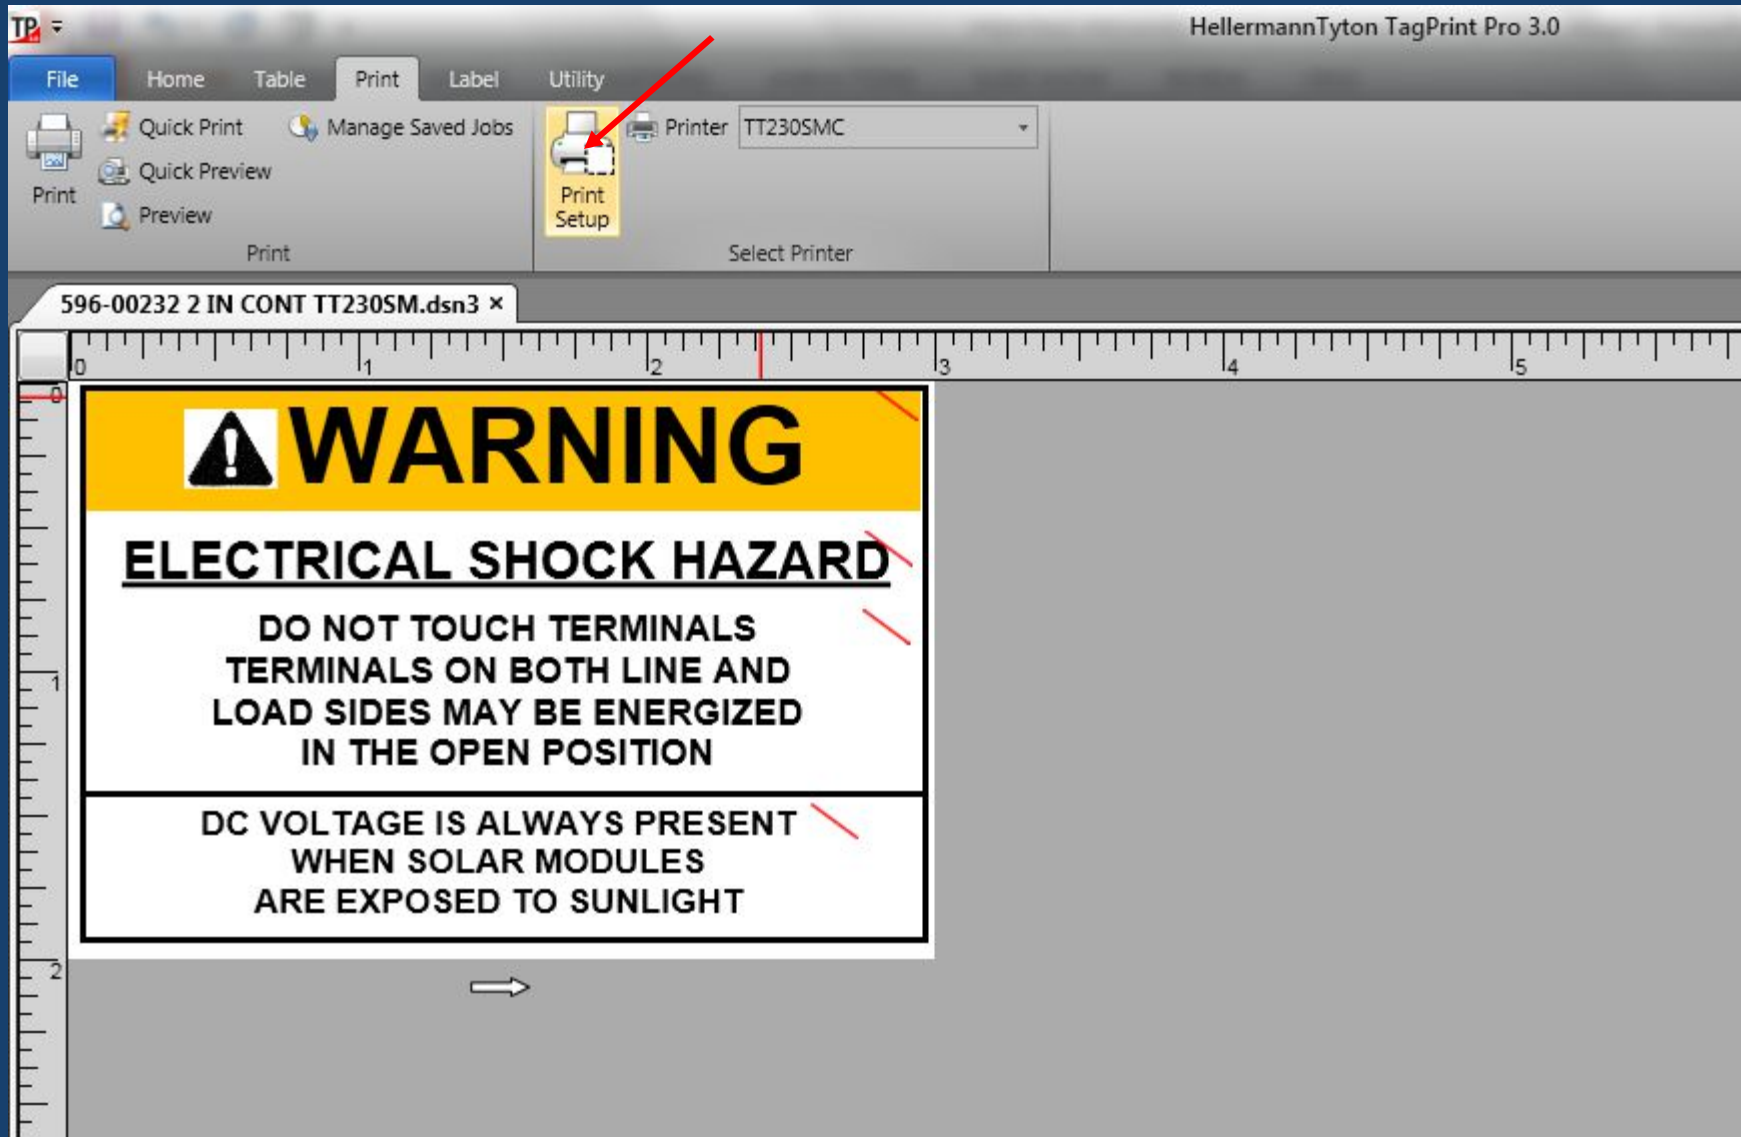 TP HellermannTyton TagPrint Pro 3.0
File Home Table Print Label Utility
Quick Print Manage Saved Jobs Printer TT230SMC
Quick Preview
Print Print
Preview Setup
Print Select Printer
596-00232 2 IN CONT TT230SM.dsn3 ×
0 1 2 3 4 5
0
WARNING
ELECTRICAL SHOCK HAZARD
DO NOT TOUCH TERMINALS
TERMINALS ON BOTH LINE AND
1
LOAD SIDES MAY BE ENERGIZED
IN THE OPEN POSITION
DC VOLTAGE IS ALWAYS PRESENT
WHEN SOLAR MODULES
ARE EXPOSED TO SUNLIGHT
2